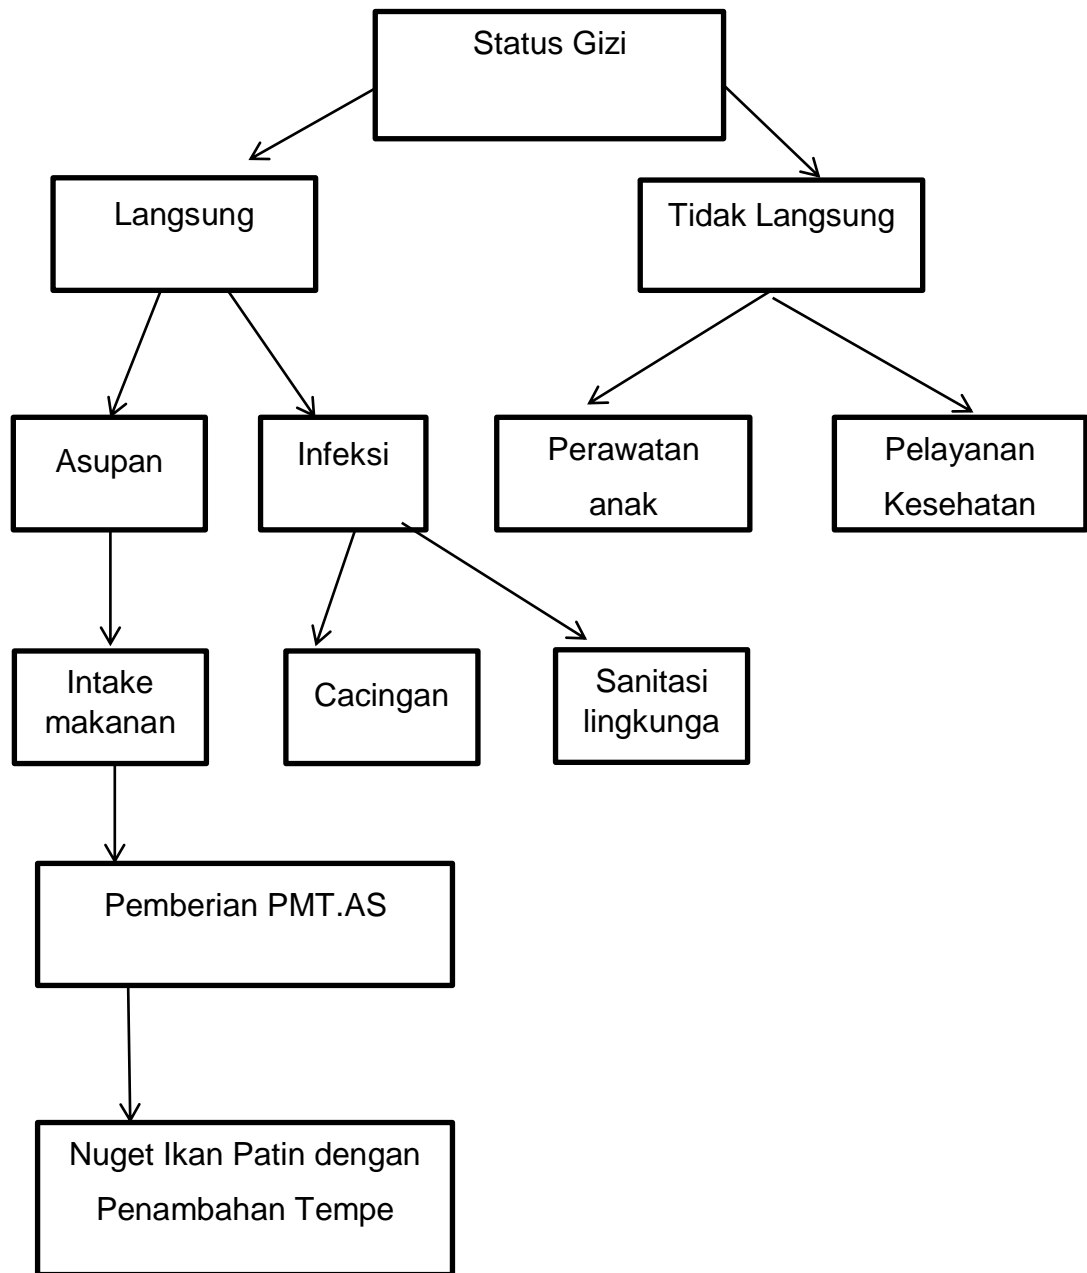 Status Gizi
Langsung
Tidak Langsung
Asupan
Infeksi
Perawatan
anak
Pelayanan
Kesehatan
Intake
makanan
Cacingan
Sanitasi
lingkunga
Pemberian PMT.AS
Nuget Ikan Patin dengan
Penambahan Tempe